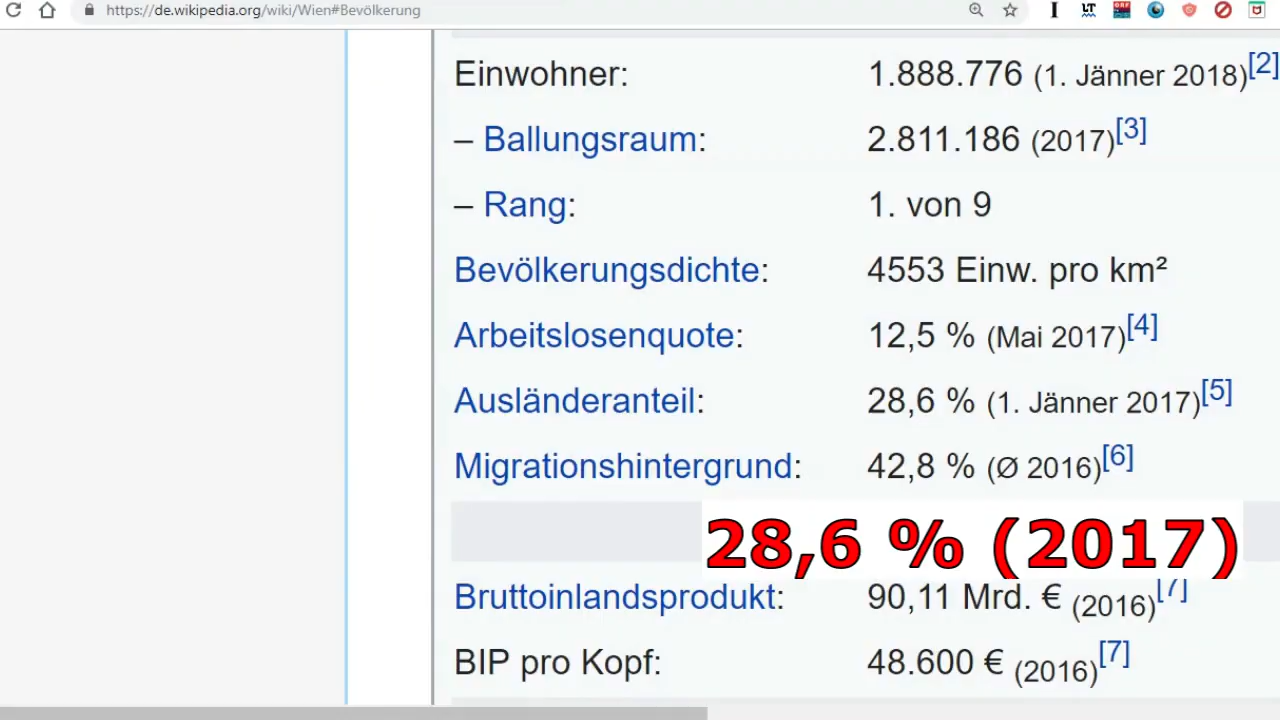 https://de.wikipedia.org/wiki/Wien#Bevölkerung
Einwohner: 1.888.776 (1. Jänner 2018)[2]
– Ballungsraum: 2.811.186 (2017)[3]
– Rang: 1. von 9
Bevölkerungsdichte: 4553 Einw. pro km²
Arbeitslosenquote: 12,5 % (Mai 2017)[4]
Ausländeranteil: 28,6 % (1. Jänner 2017)[5]
Migrationshintergrund: 42,8 % (Ø 2016)[6]
28,6 % (2017)
Bruttoinlandsprodukt: 90,11 Mrd. € (2016)[7]
BIP pro Kopf: 48.600 € (2016)[7]